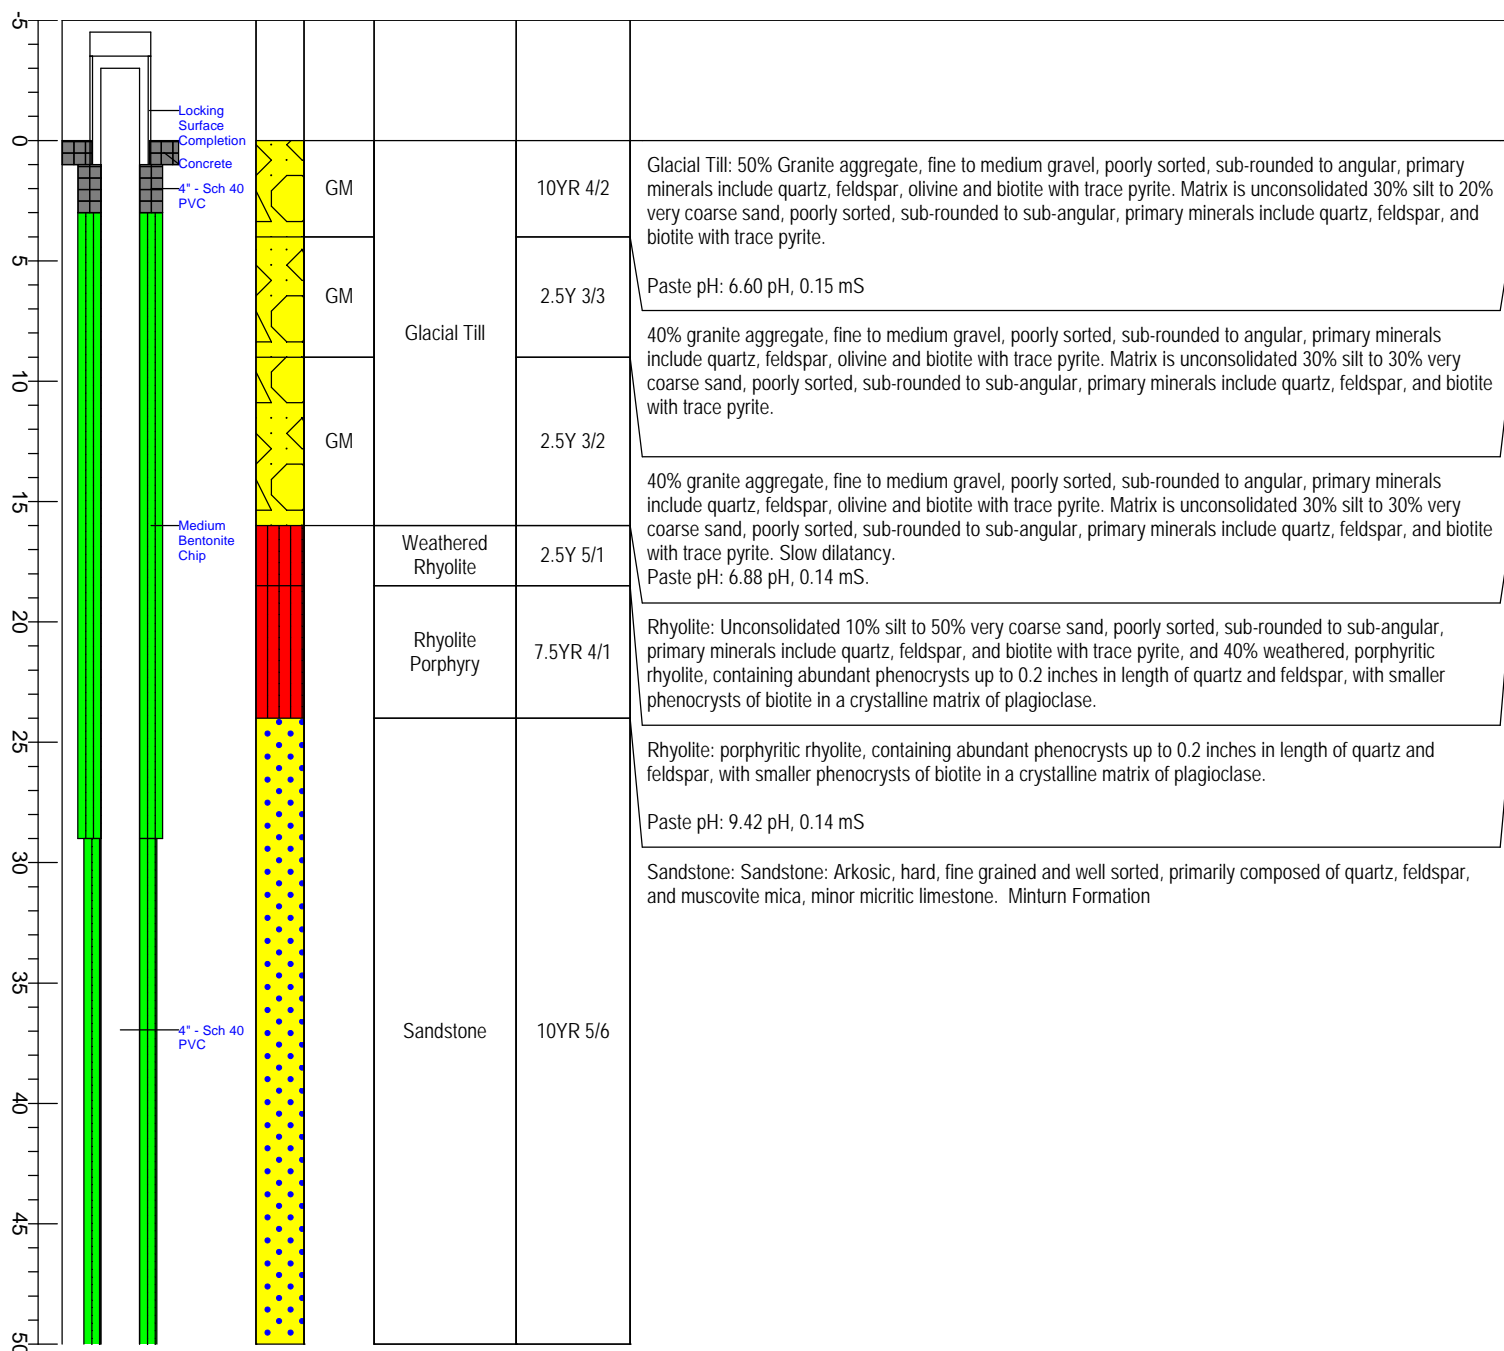 -5
0
5
10
15
20
25
30
35
40
45
50
Locking
Surface
Completion
Concrete
4" - Sch 40
PVC
Medium
Bentonite
Chip
4" - Sch 40
PVC
GM
GM
GM
Glacial Till
Weathered
Rhyolite
Rhyolite
Porphyry
Sandstone
10YR 4/2
2.5Y 3/3
2.5Y 3/2
2.5Y 5/1
7.5YR 4/1
10YR 5/6
Glacial Till: 50% Granite aggregate, fine to medium gravel, poorly sorted, sub-rounded to angular, primary
minerals include quartz, feldspar, olivine and biotite with trace pyrite. Matrix is unconsolidated 30% silt to 20%
very coarse sand, poorly sorted, sub-rounded to sub-angular, primary minerals include quartz, feldspar, and
biotite with trace pyrite.
Paste pH: 6.60 pH, 0.15 mS
40% granite aggregate, fine to medium gravel, poorly sorted, sub-rounded to angular, primary minerals
include quartz, feldspar, olivine and biotite with trace pyrite. Matrix is unconsolidated 30% silt to 30% very
coarse sand, poorly sorted, sub-rounded to sub-angular, primary minerals include quartz, feldspar, and biotite
with trace pyrite.
40% granite aggregate, fine to medium gravel, poorly sorted, sub-rounded to angular, primary minerals
include quartz, feldspar, olivine and biotite with trace pyrite. Matrix is unconsolidated 30% silt to 30% very
coarse sand, poorly sorted, sub-rounded to sub-angular, primary minerals include quartz, feldspar, and biotite
with trace pyrite. Slow dilatancy.
Paste pH: 6.88 pH, 0.14 mS.
Rhyolite: Unconsolidated 10% silt to 50% very coarse sand, poorly sorted, sub-rounded to sub-angular,
primary minerals include quartz, feldspar, and biotite with trace pyrite, and 40% weathered, porphyritic
rhyolite, containing abundant phenocrysts up to 0.2 inches in length of quartz and feldspar, with smaller
phenocrysts of biotite in a crystalline matrix of plagioclase.
Rhyolite: porphyritic rhyolite, containing abundant phenocrysts up to 0.2 inches in length of quartz and
feldspar, with smaller phenocrysts of biotite in a crystalline matrix of plagioclase.
Paste pH: 9.42 pH, 0.14 mS
Sandstone: Sandstone: Arkosic, hard, fine grained and well sorted, primarily composed of quartz, feldspar,
and muscovite mica, minor micritic limestone. Minturn Formation